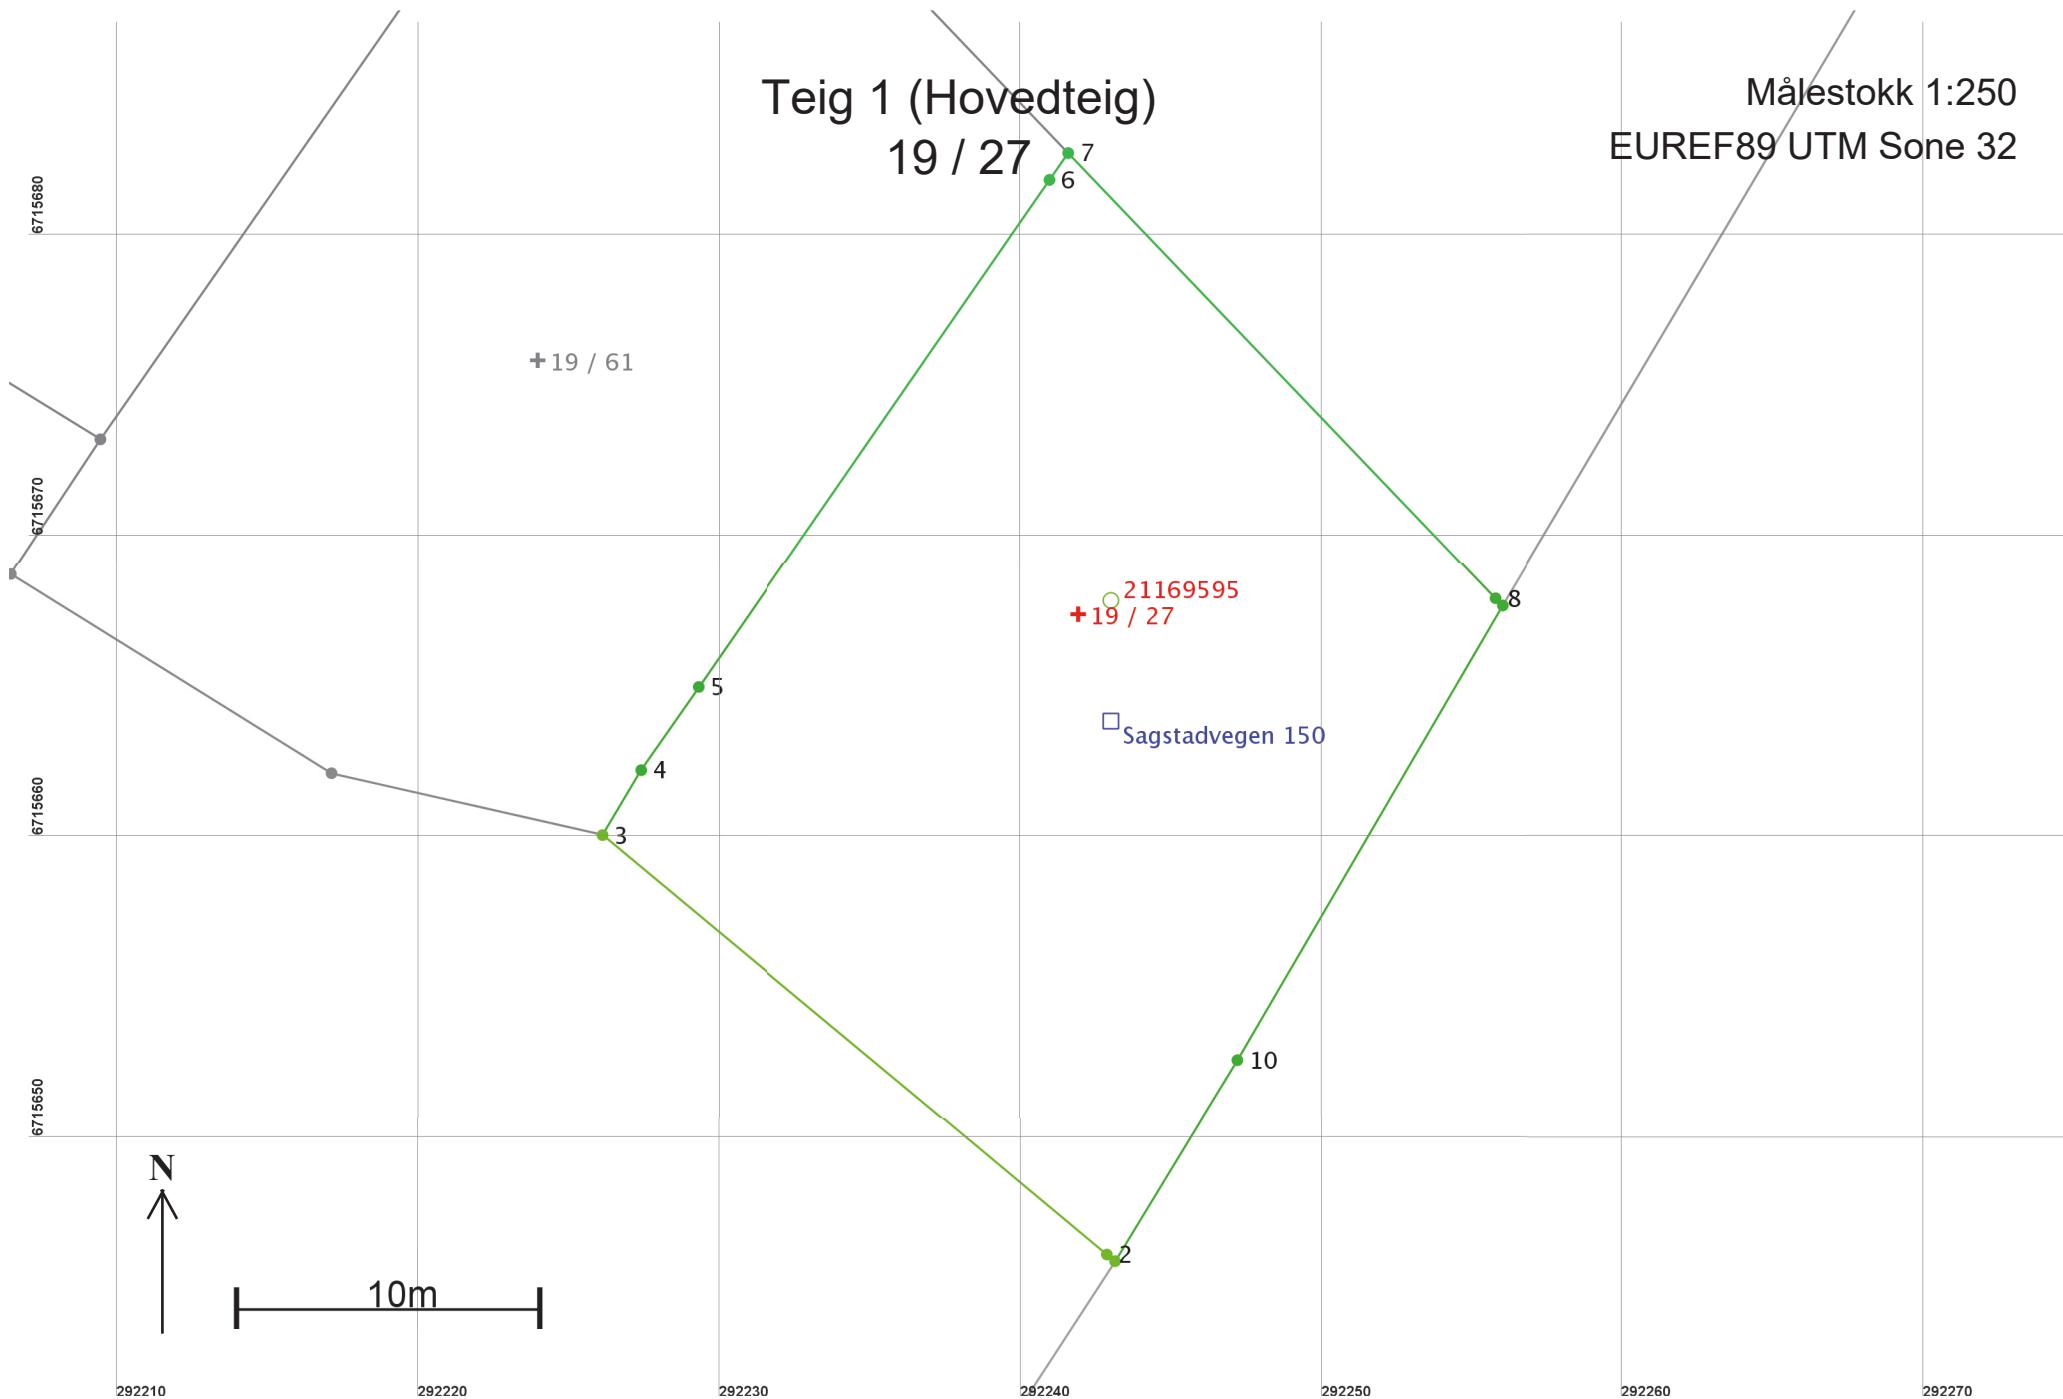 Teig 1 (Hovedteig)
19 / 27
Målestokk 1:250
EUREF89 UTM Sone 32
7
6
6715680
19 / 61
6715670
21169595
19 / 27
8
5
Sagstadvegen 150
4
6715660
3
10
6715650
N
2
10m
292210
292220
292230
292240
292250
292260
292270